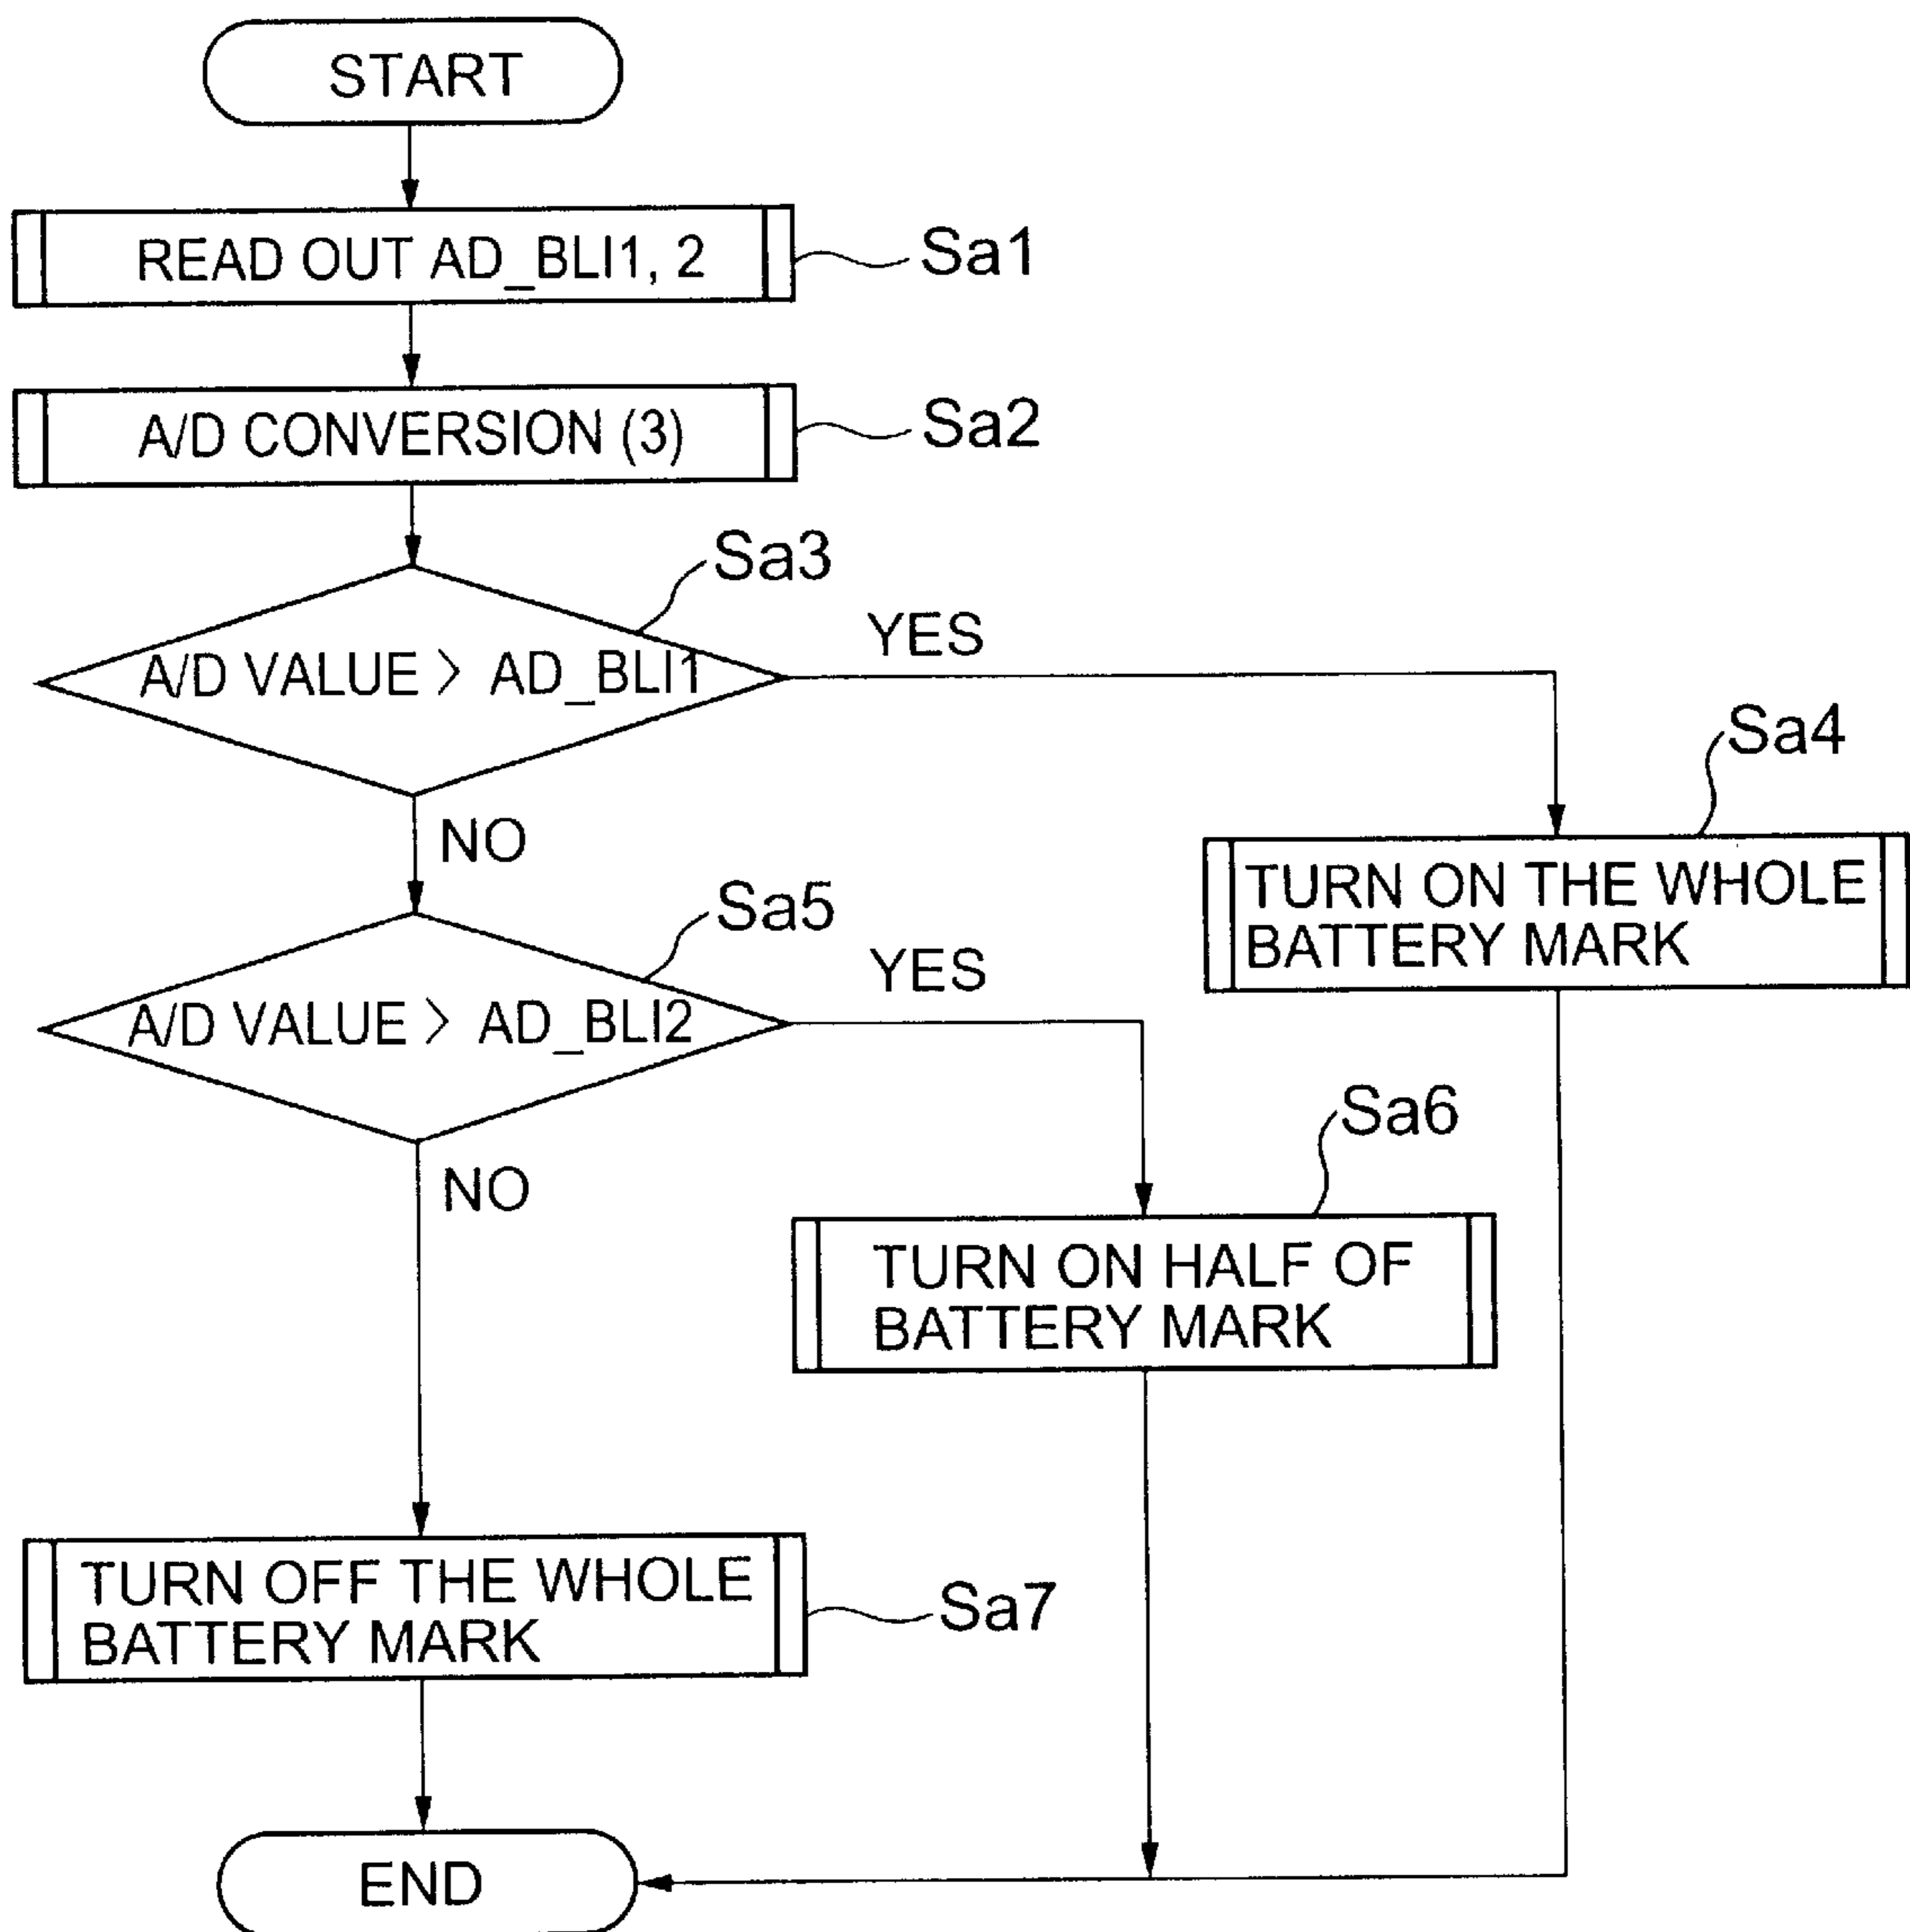 START
READ OUT AD_BLI1, 2
Sa1
A/D CONVERSION (3)
Sa2
Sa3
A/D VALUE > AD_BLI1
YES
NO
Sa4
TURN ON THE WHOLE
BATTERY MARK
Sa5
A/D VALUE > AD_BLI2
YES
NO
Sa6
TURN ON HALF OF
BATTERY MARK
TURN OFF THE WHOLE
BATTERY MARK
Sa7
END